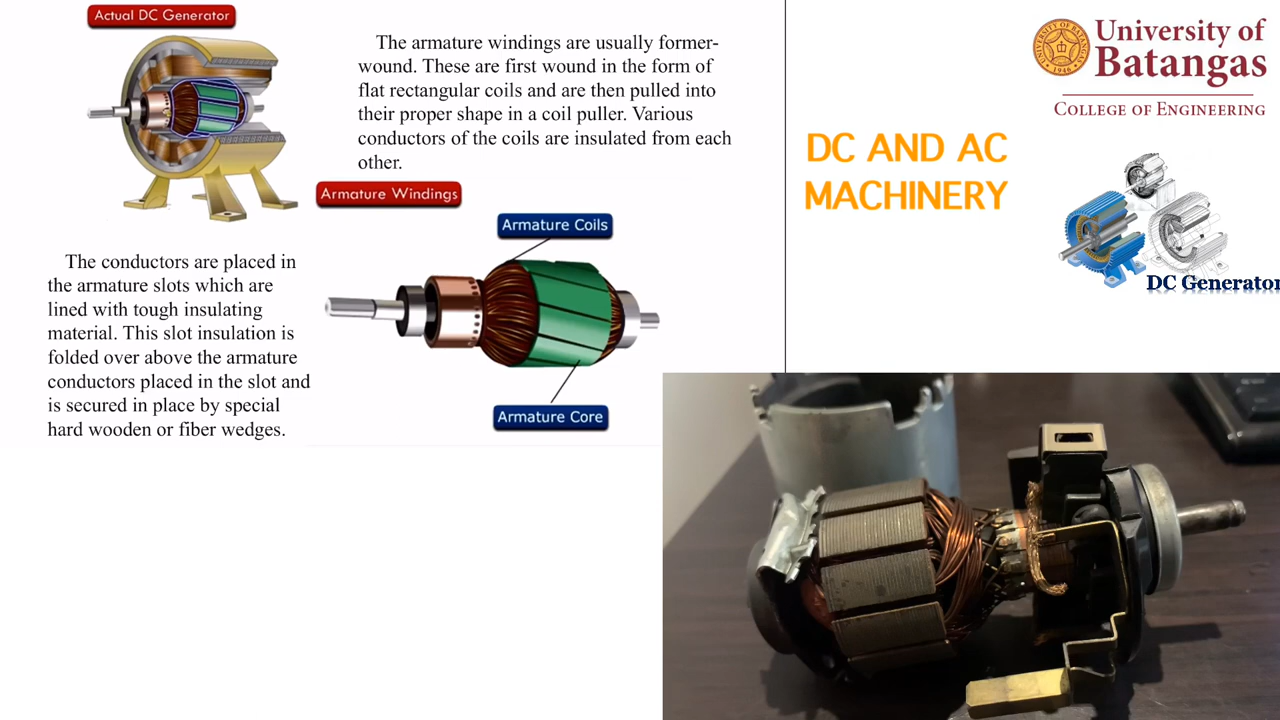 Actual DC Generator
The armature windings are usually former-
wound. These are first wound in the form of
flat rectangular coils and are then pulled into
their proper shape in a coil puller. Various
conductors of the coils are insulated from each
other.
Armature Windings
Armature Coils
Armature Core
The conductors are placed in
the armature slots which are
lined with tough insulating
material. This slot insulation is
folded over above the armature
conductors placed in the slot and
is secured in place by special
hard wooden or fiber wedges.
University of
Batangas
COLLEGE OF ENGINEERING
DC AND AC
MACHINERY
DC Generator
1946